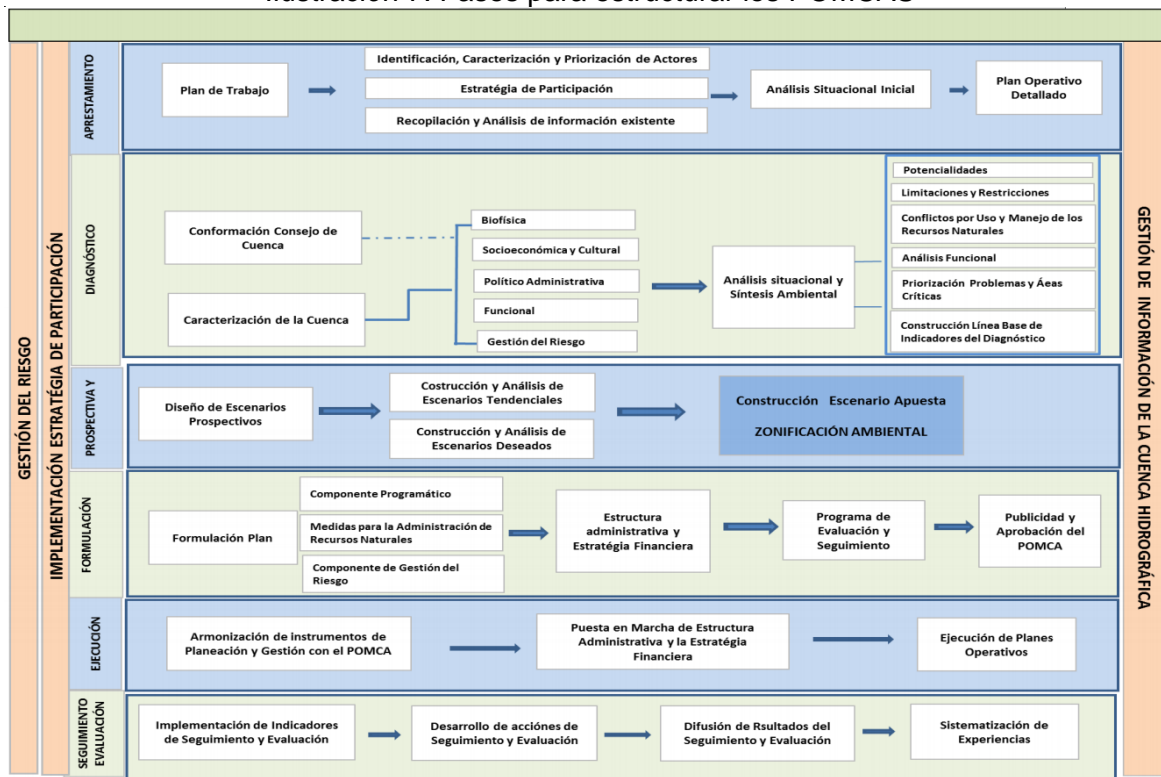 GESTIÓN DEL RIESGO
IMPLEMENTACIÓN ESTRATÉGIA DE PARTICIPACIÓN
APRESTAMIENTO
Plan de Trabajo
Identificación, Caracterización y Priorización de Actores
Estratégia de Participación
Recopilación y Análisis de información existente
Análisis Situacional Inicial
Plan Operativo
Detallado
DIAGNÓSTICO
Conformación Consejo de
Cuenca
Caracterización de la Cuenca
Biofísica
Socioeconómica y Cultural
Político Administrativa
Funcional
Gestión del Riesgo
Análisis situacional y
Síntesis Ambiental
Potencialidades
Limitaciones y Restricciones
Conflictos por Uso y Manejo de los
Recursos Naturales
Análisis Funcional
Priorización Problemas y Áeas
Críticas
Construcción Línea Base de
Indicadores del Diagnóstico
PROSPECTIVA Y
Diseño de Escenarios
Prospectivos
Costrucción y Análisis de
Escenarios Tendenciales
Construcción y Análisis de
Escenarios Deseados
Construcción Escenario Apuesta
ZONIFICACIÓN AMBIENTAL
FORMULACIÓN
Formulación Plan
Componente Programático
Medidas para la Administración de
Recursos Naturales
Componente de Gestión del
Riesgo
Estructura
administrativa y
Estratégia Financiera
Programa de
Evaluación y
Seguimiento
Publicidad y
Aprobación del
POMCA
EJECUCIÓN
Armonización de instrumentos de
Planeación y Gestión con el POMCA
Puesta en Marcha de Estructura
Administrativa y la Estratégia
Financiera
Ejecución de Planes
Operativos
SEGUIMIENTO
EVALUACIÓN
Implementación de Indicadores
de Seguimiento y Evaluación
Desarrollo de acciónes de
Seguimiento y Evaluación
Difusión de Rsultados del
Seguimiento y Evaluación
Sistematización de
Experiencias
GESTIÓN DE INFORMACIÓN DE LA CUENCA HIDROGRÁFICA